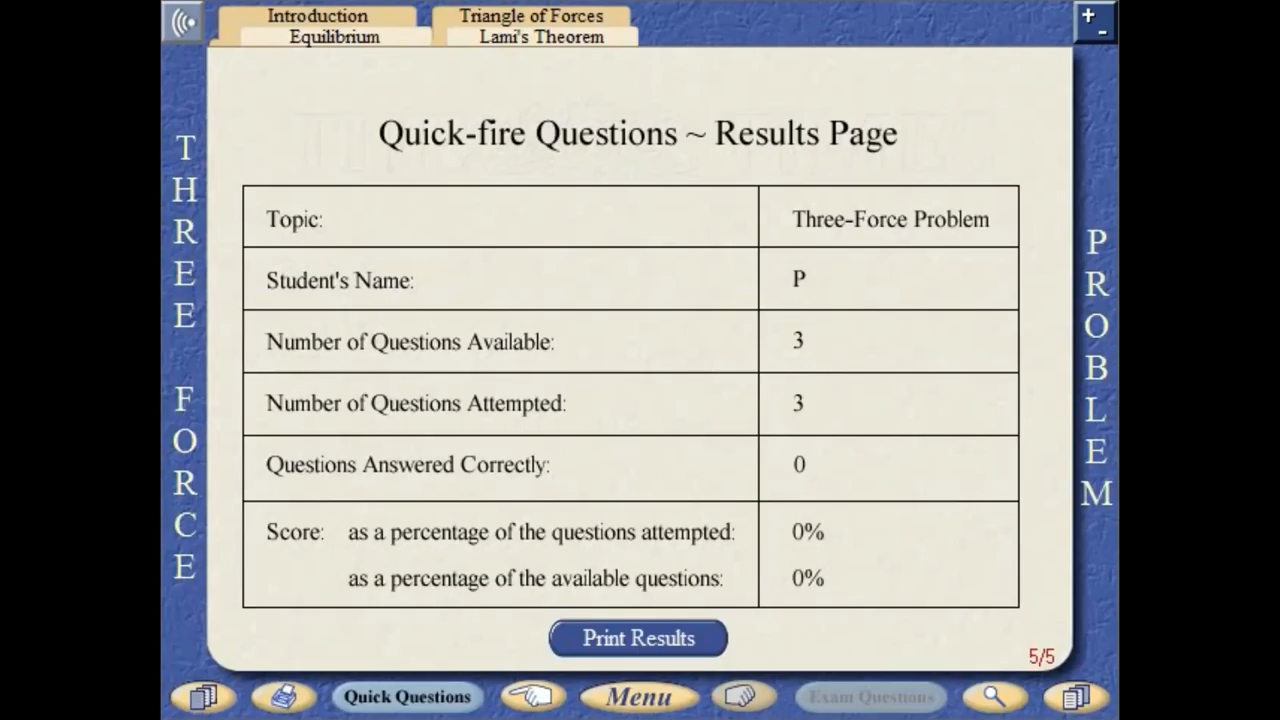 Introduction
Equilibrium
Triangle of Forces
Lami's Theorem
+
-
THREE FORCE
PROBLEM
Quick-fire Questions ~ Results Page
Topic: Three-Force Problem
Student's Name: P
Number of Questions Available: 3
Number of Questions Attempted: 3
Questions Answered Correctly: 0
Score: as a percentage of the questions attempted: 0%
as a percentage of the available questions: 0%
Print Results
5/5
Quick Questions
Menu
Exam Questions